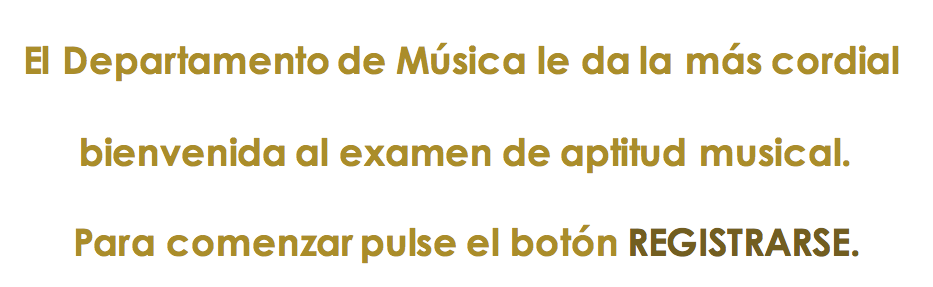 El Departamento de Música le da la más cordial
bienvenida al examen de aptitud musical.
Para comenzar pulse el botón REGISTRARSE.